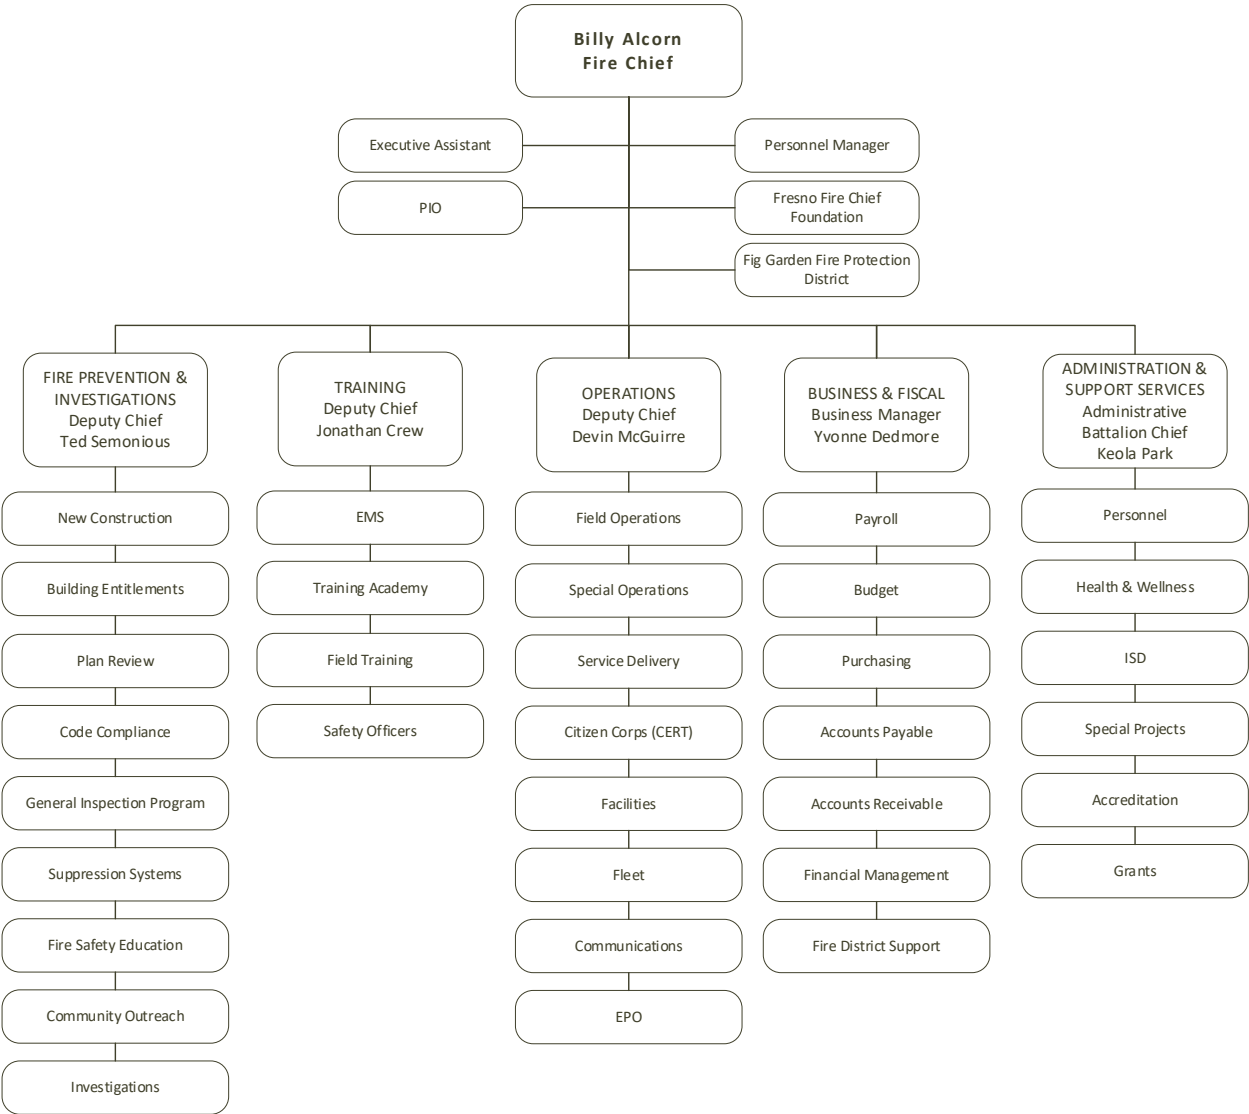 Billy Alcorn
Fire Chief
Executive Assistant
Personnel Manager
PIO
Fresno Fire Chief
Foundation
Fig Garden Fire Protection
District
FIRE PREVENTION &
INVESTIGATIONS
Deputy Chief
Ted Semonious
New Construction
Building Entitlements
Plan Review
Code Compliance
General Inspection Program
Suppression Systems
Fire Safety Education
Community Outreach
Investigations
TRAINING
Deputy Chief
Jonathan Crew
EMS
Training Academy
Field Training
Safety Officers
OPERATIONS
Deputy Chief
Devin McGuirre
Field Operations
Special Operations
Service Delivery
Citizen Corps (CERT)
Facilities
Fleet
Communications
EPO
BUSINESS & FISCAL
Business Manager
Yvonne Dedmore
Payroll
Budget
Purchasing
Accounts Payable
Accounts Receivable
Financial Management
Fire District Support
ADMINISTRATION &
SUPPORT SERVICES
Administrative
Battalion Chief
Keola Park
Personnel
Health & Wellness
ISD
Special Projects
Accreditation
Grants